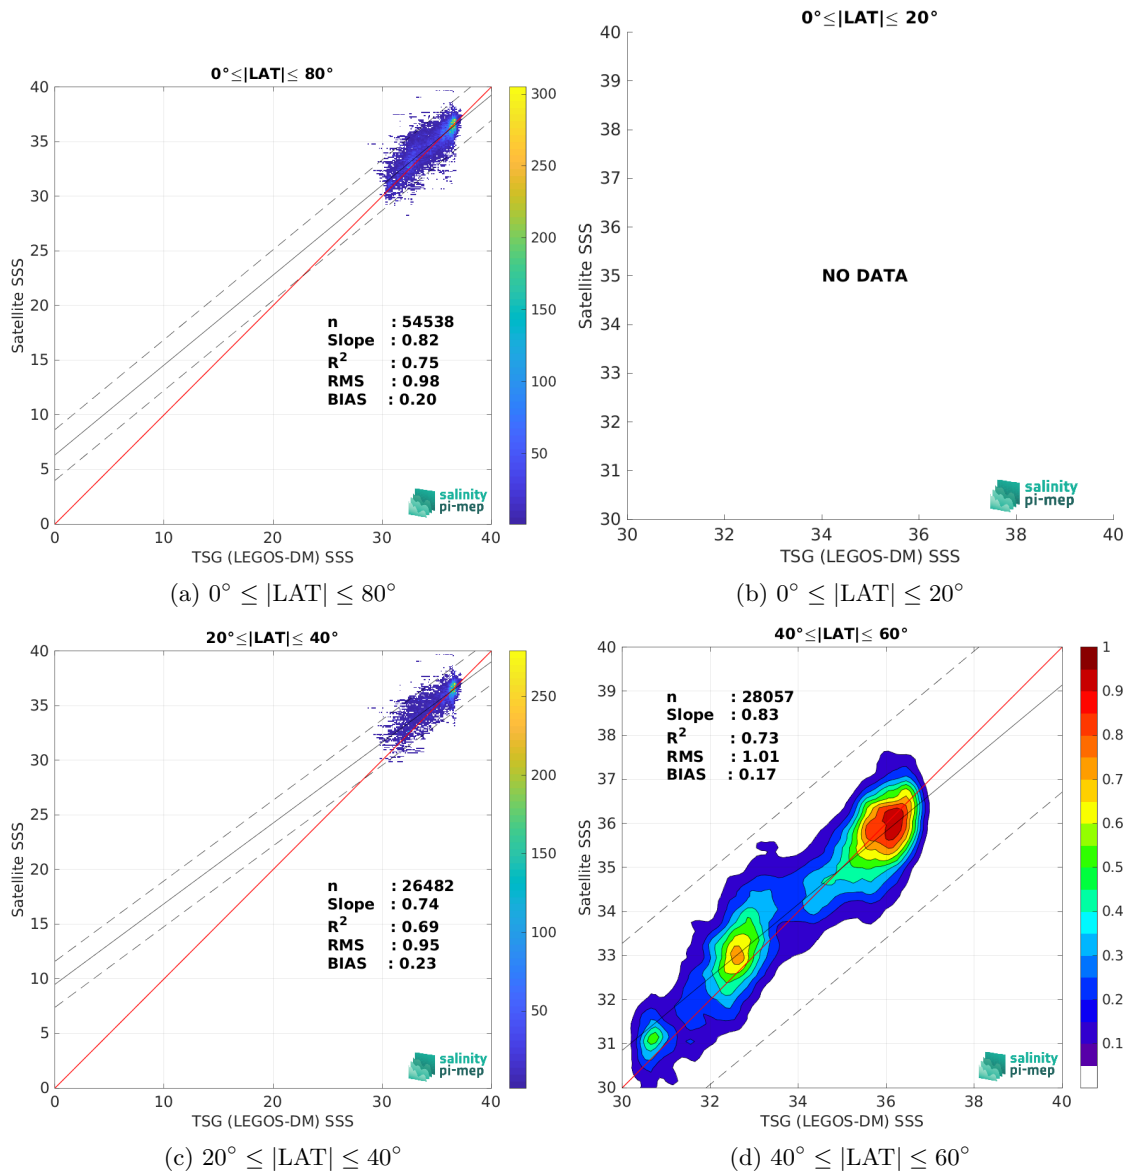 0°≤|LAT|≤ 80°
40
35
30
25
20
15
10
5
0
Satellite SSS
n : 54538
Slope : 0.82
R2 : 0.75
RMS : 0.98
BIAS : 0.20
salinity
pi-mep
0 10 20 30 40
TSG (LEGOS-DM) SSS
300
250
200
150
100
50
(a) 0° ≤ |LAT| ≤ 80°
0°≤|LAT|≤ 20°
40
39
38
37
36
35
34
33
32
31
30
Satellite SSS
NO DATA
salinity
pi-mep
30 32 34 36 38 40
TSG (LEGOS-DM) SSS
(b) 0° ≤ |LAT| ≤ 20°
20°≤|LAT|≤ 40°
40
35
30
25
20
15
10
5
0
Satellite SSS
n : 26482
Slope : 0.74
R2 : 0.69
RMS : 0.95
BIAS : 0.23
salinity
pi-mep
0 10 20 30 40
TSG (LEGOS-DM) SSS
250
200
150
100
50
(c) 20° ≤ |LAT| ≤ 40°
40°≤|LAT|≤ 60°
40
39
38
37
36
35
34
33
32
31
30
Satellite SSS
n : 28057
Slope : 0.83
R2 : 0.73
RMS : 1.01
BIAS : 0.17
salinity
pi-mep
30 32 34 36 38 40
TSG (LEGOS-DM) SSS
1
0.9
0.8
0.7
0.6
0.5
0.4
0.3
0.2
0.1
(d) 40° ≤ |LAT| ≤ 60°